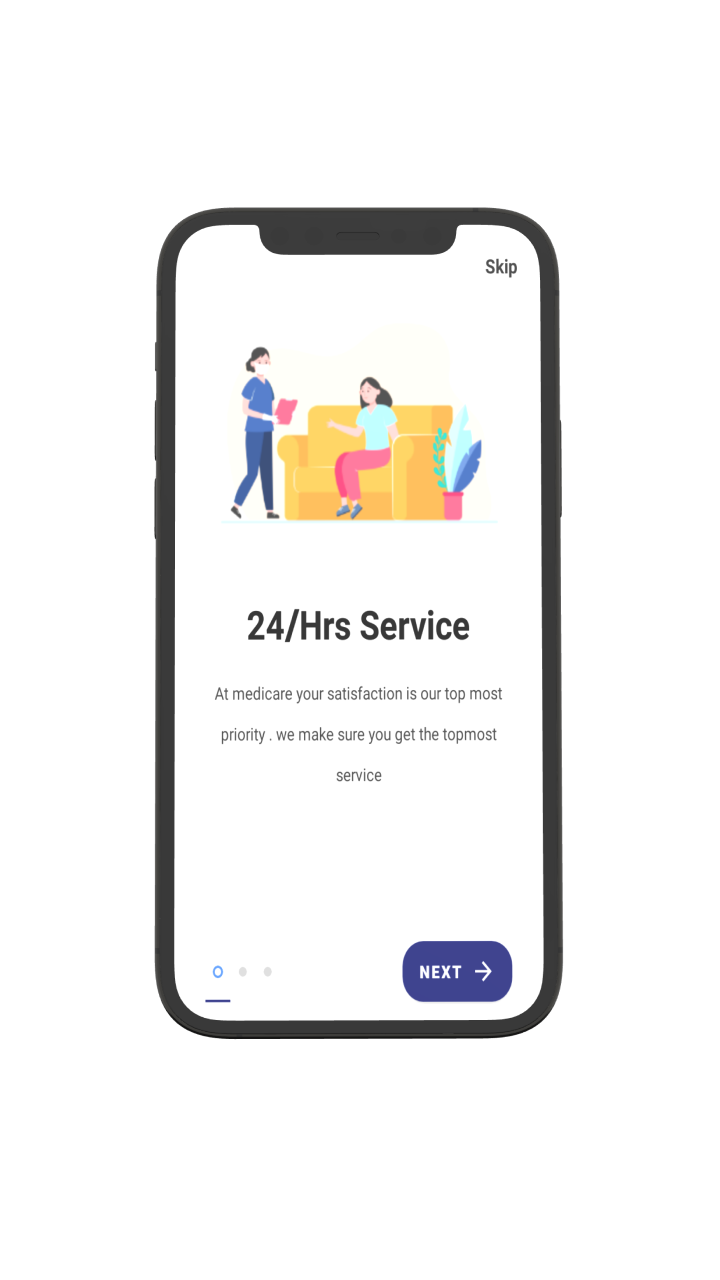 Skip
24/Hrs Service
At medicare your satisfaction is our top most
priority . we make sure you get the topmost
service
NEXT